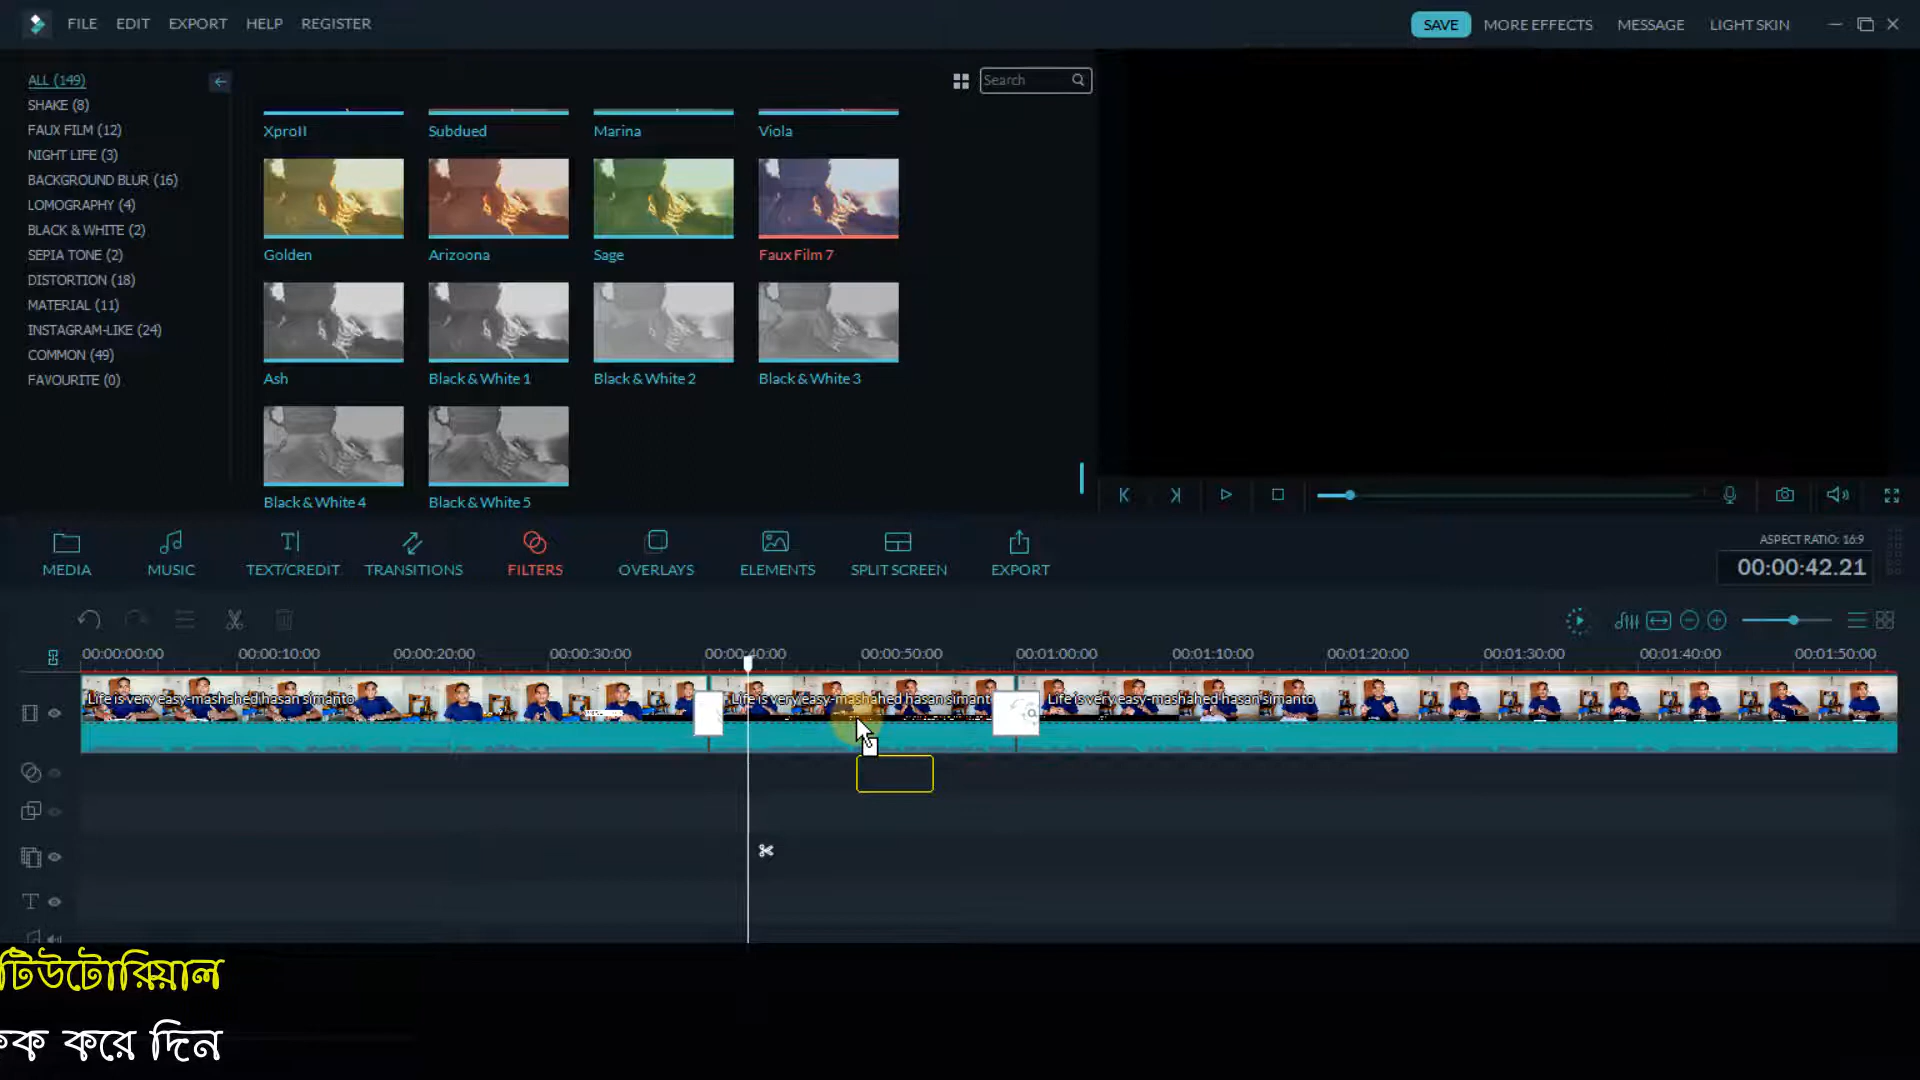 FILE EDIT EXPORT HELP REGISTER SAVE MORE EFFECTS MESSAGE LIGHT SKIN
ALL (149)
SHAKE (8)
FAUX FILM (12)
NIGHT LIFE (3)
BACKGROUND BLUR (16)
LOMOGRAPHY (4)
BLACK & WHITE (2)
SEPIA TONE (2)
DISTORTION (18)
MATERIAL (11)
INSTAGRAM-LIKE (24)
COMMON (49)
FAVOURITE (0)
Search
XproII Subdued Marina Viola
Golden Arizoona Sage Faux Film 7
Ash Black & White 1 Black & White 2 Black & White 3
Black & White 4 Black & White 5
MEDIA MUSIC TEXT/CREDIT TRANSITIONS FILTERS OVERLAYS ELEMENTS SPLIT SCREEN EXPORT
ASPECT RATIO: 16:9
00:00:42.21
00:00:00:00 00:00:10:00 00:00:20:00 00:00:30:00 00:00:40:00 00:00:50:00 00:01:00:00 00:01:10:00 00:01:20:00 00:01:30:00 00:01:40:00 00:01:50:00
Life is very easy-mashahed hasan simanto Life is very easy-mashahed hasan simant Life is very easy-mashahed hasan simanto
টিউটোরিয়াল
করে দিন